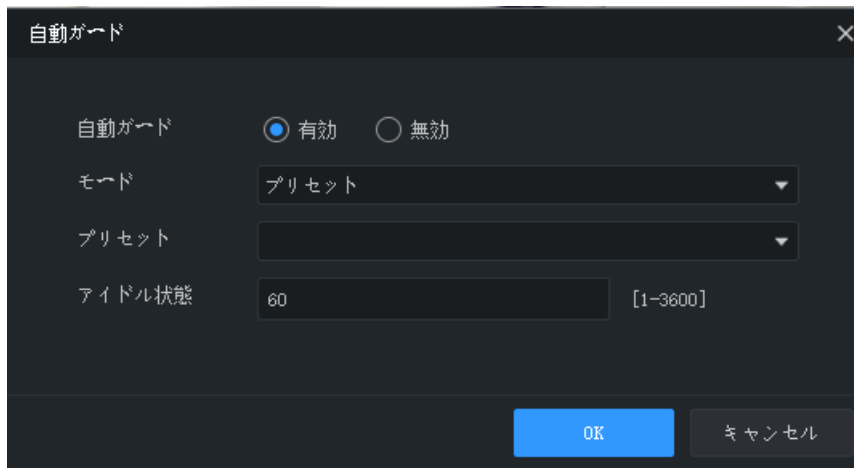 自動ガード
自動ガード 有効 無効
モード プリセット
プリセット
アイドル状態 60 [1-3600]
OK キャンセル